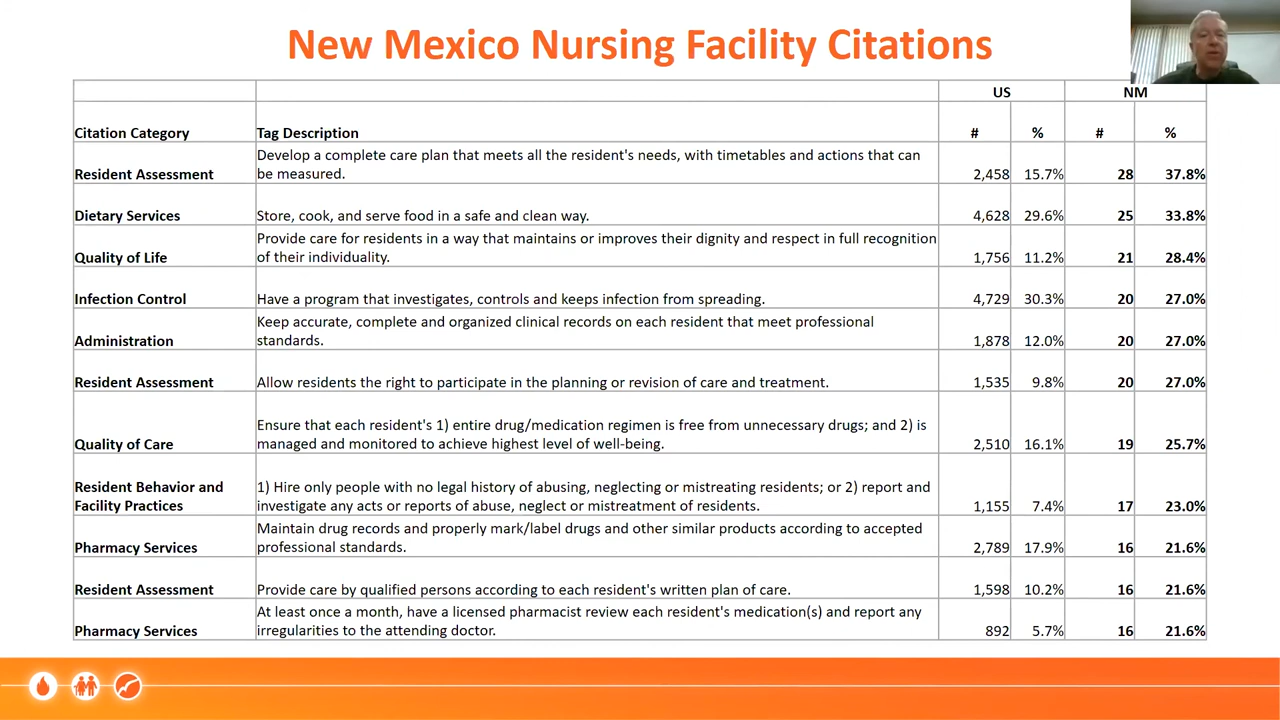 New Mexico Nursing Facility Citations
US NM
Citation Category Tag Description # % # %
Develop a complete care plan that meets all the resident's needs, with timetables and actions that can
be measured.
Resident Assessment 2,458 15.7% 28 37.8%
Dietary Services Store, cook, and serve food in a safe and clean way. 4,628 29.6% 25 33.8%
Provide care for residents in a way that maintains or improves their dignity and respect in full recognition
of their individuality.
Quality of Life 1,756 11.2% 21 28.4%
Infection Control Have a program that investigates, controls and keeps infection from spreading. 4,729 30.3% 20 27.0%
Keep accurate, complete and organized clinical records on each resident that meet professional
standards.
Administration 1,878 12.0% 20 27.0%
Resident Assessment Allow residents the right to participate in the planning or revision of care and treatment. 1,535 9.8% 20 27.0%
Ensure that each resident's 1) entire drug/medication regimen is free from unnecessary drugs; and 2) is
managed and monitored to achieve highest level of well-being.
Quality of Care 2,510 16.1% 19 25.7%
Resident Behavior and 1) Hire only people with no legal history of abusing, neglecting or mistreating residents; or 2) report and
Facility Practices investigate any acts or reports of abuse, neglect or mistreatment of residents. 1,155 7.4% 17 23.0%
Maintain drug records and properly mark/label drugs and other similar products according to accepted
professional standards.
Pharmacy Services 2,789 17.9% 16 21.6%
Resident Assessment Provide care by qualified persons according to each resident's written plan of care. 1,598 10.2% 16 21.6%
At least once a month, have a licensed pharmacist review each resident's medication(s) and report any
irregularities to the attending doctor.
Pharmacy Services 892 5.7% 16 21.6%